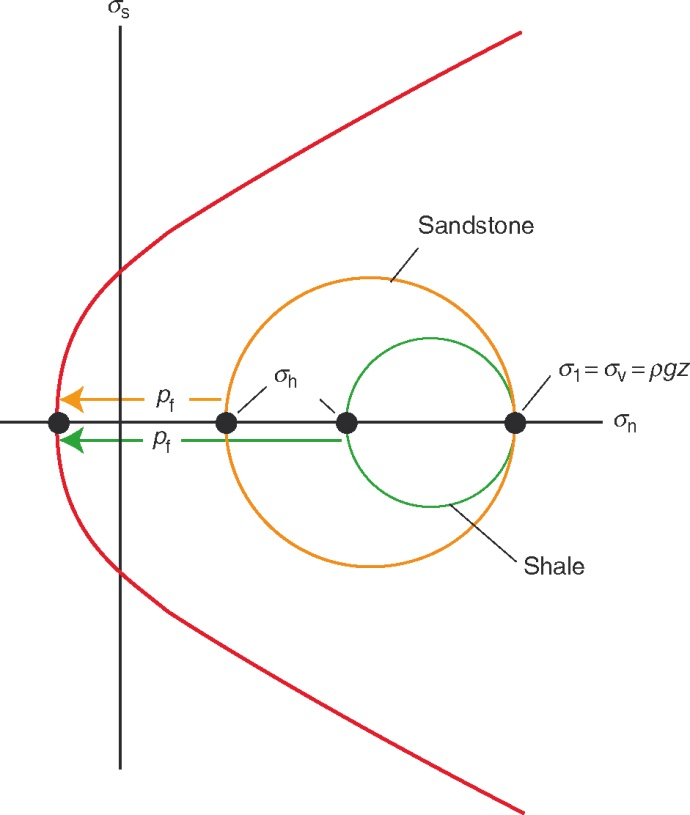 σs
Sandstone
σ1 = σv = ρgz
σh
pf
σn
pf
Shale